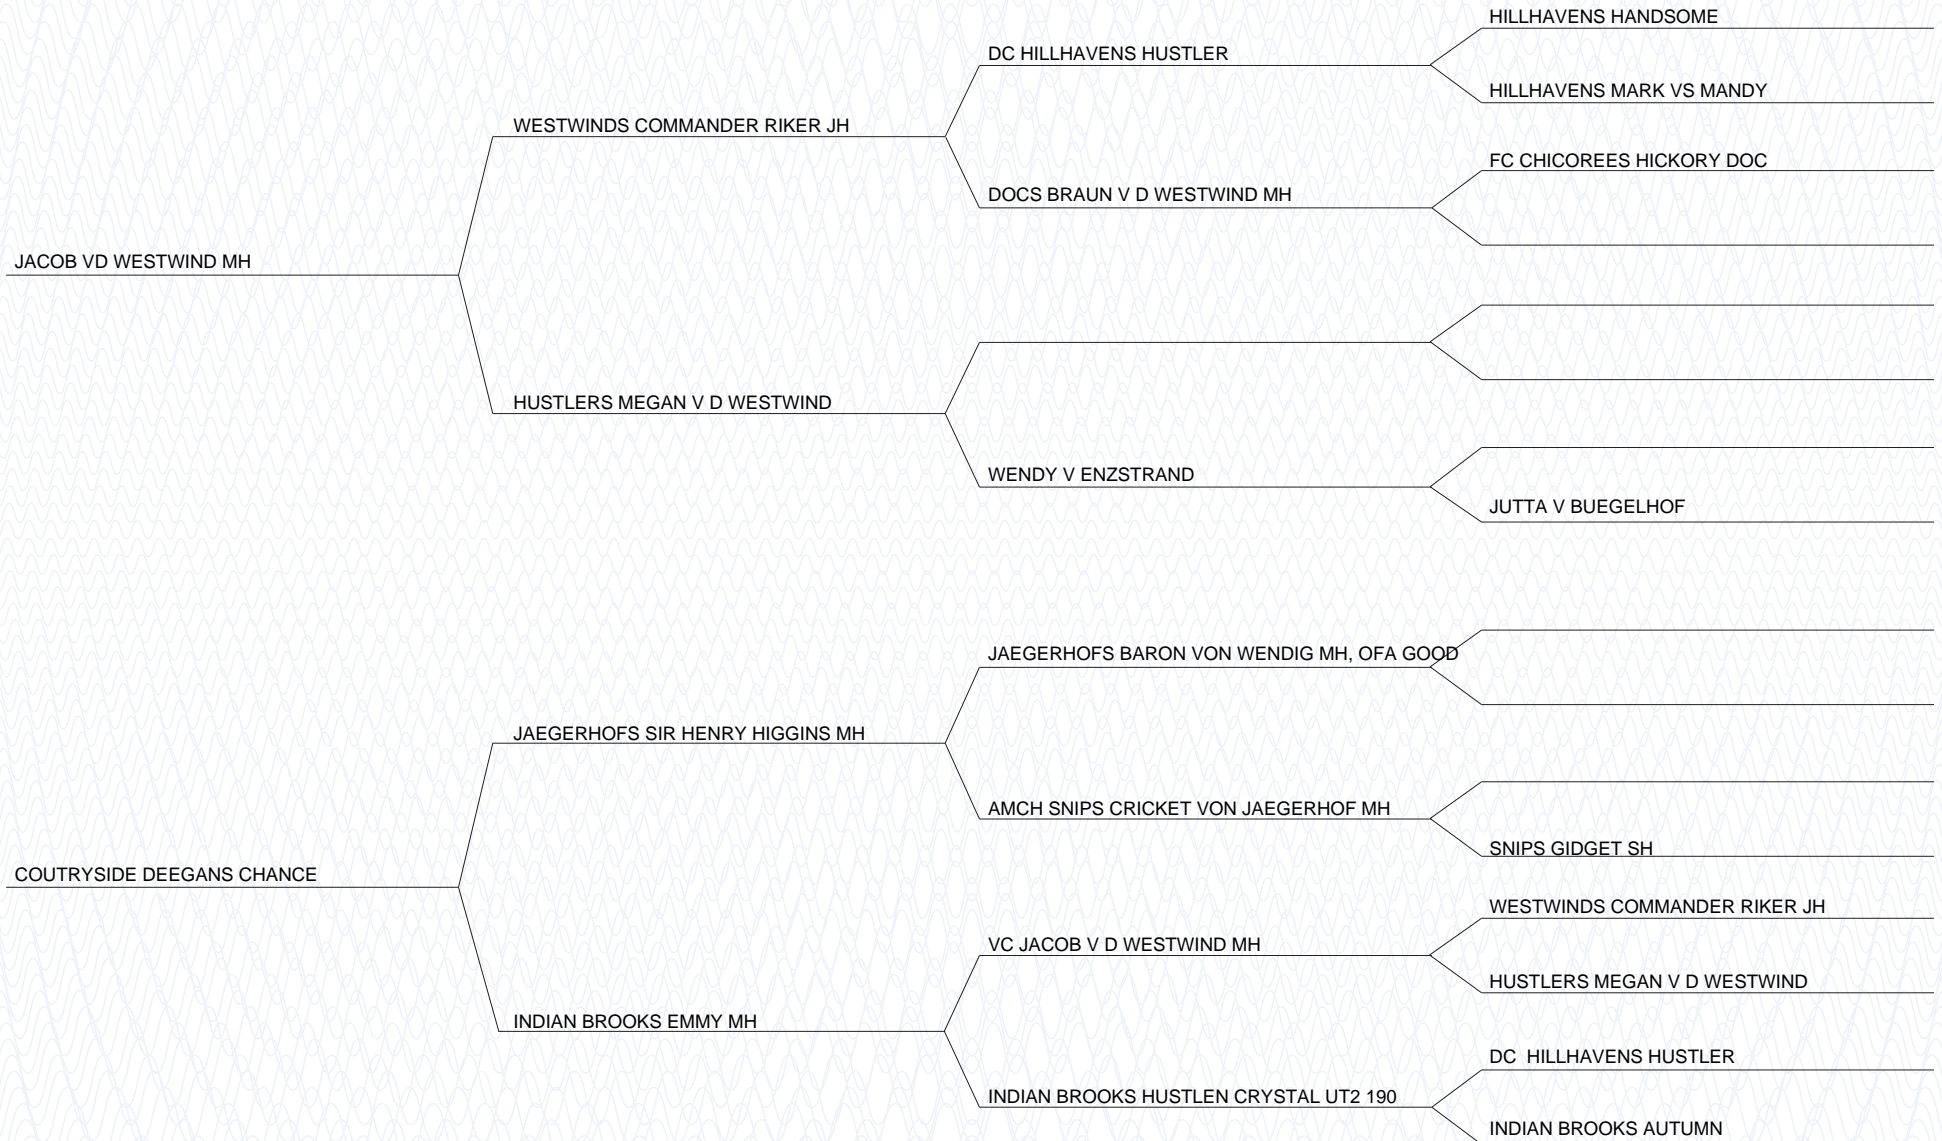 HILLHAVENS HANDSOME
DC HILLHAVENS HUSTLER
HILLHAVENS MARK VS MANDY
WESTWINDS COMMANDER RIKER JH
FC CHICOREES HICKORY DOC
DOCS BRAUN V D WESTWIND MH
JACOB VD WESTWIND MH
HUSTLERS MEGAN V D WESTWIND
WENDY V ENZSTRAND
JUTTA V BUEGELHOF
JAEGERHOFS BARON VON WENDIG MH, OFA GOOD
JAEGERHOFS SIR HENRY HIGGINS MH
AMCH SNIPS CRICKET VON JAEGERHOF MH
SNIPS GIDGET SH
COUTRYSIDE DEEGANS CHANCE
WESTWINDS COMMANDER RIKER JH
VC JACOB V D WESTWIND MH
HUSTLERS MEGAN V D WESTWIND
INDIAN BROOKS EMMY MH
DC  HILLHAVENS HUSTLER
INDIAN BROOKS HUSTLEN CRYSTAL UT2 190
INDIAN BROOKS AUTUMN